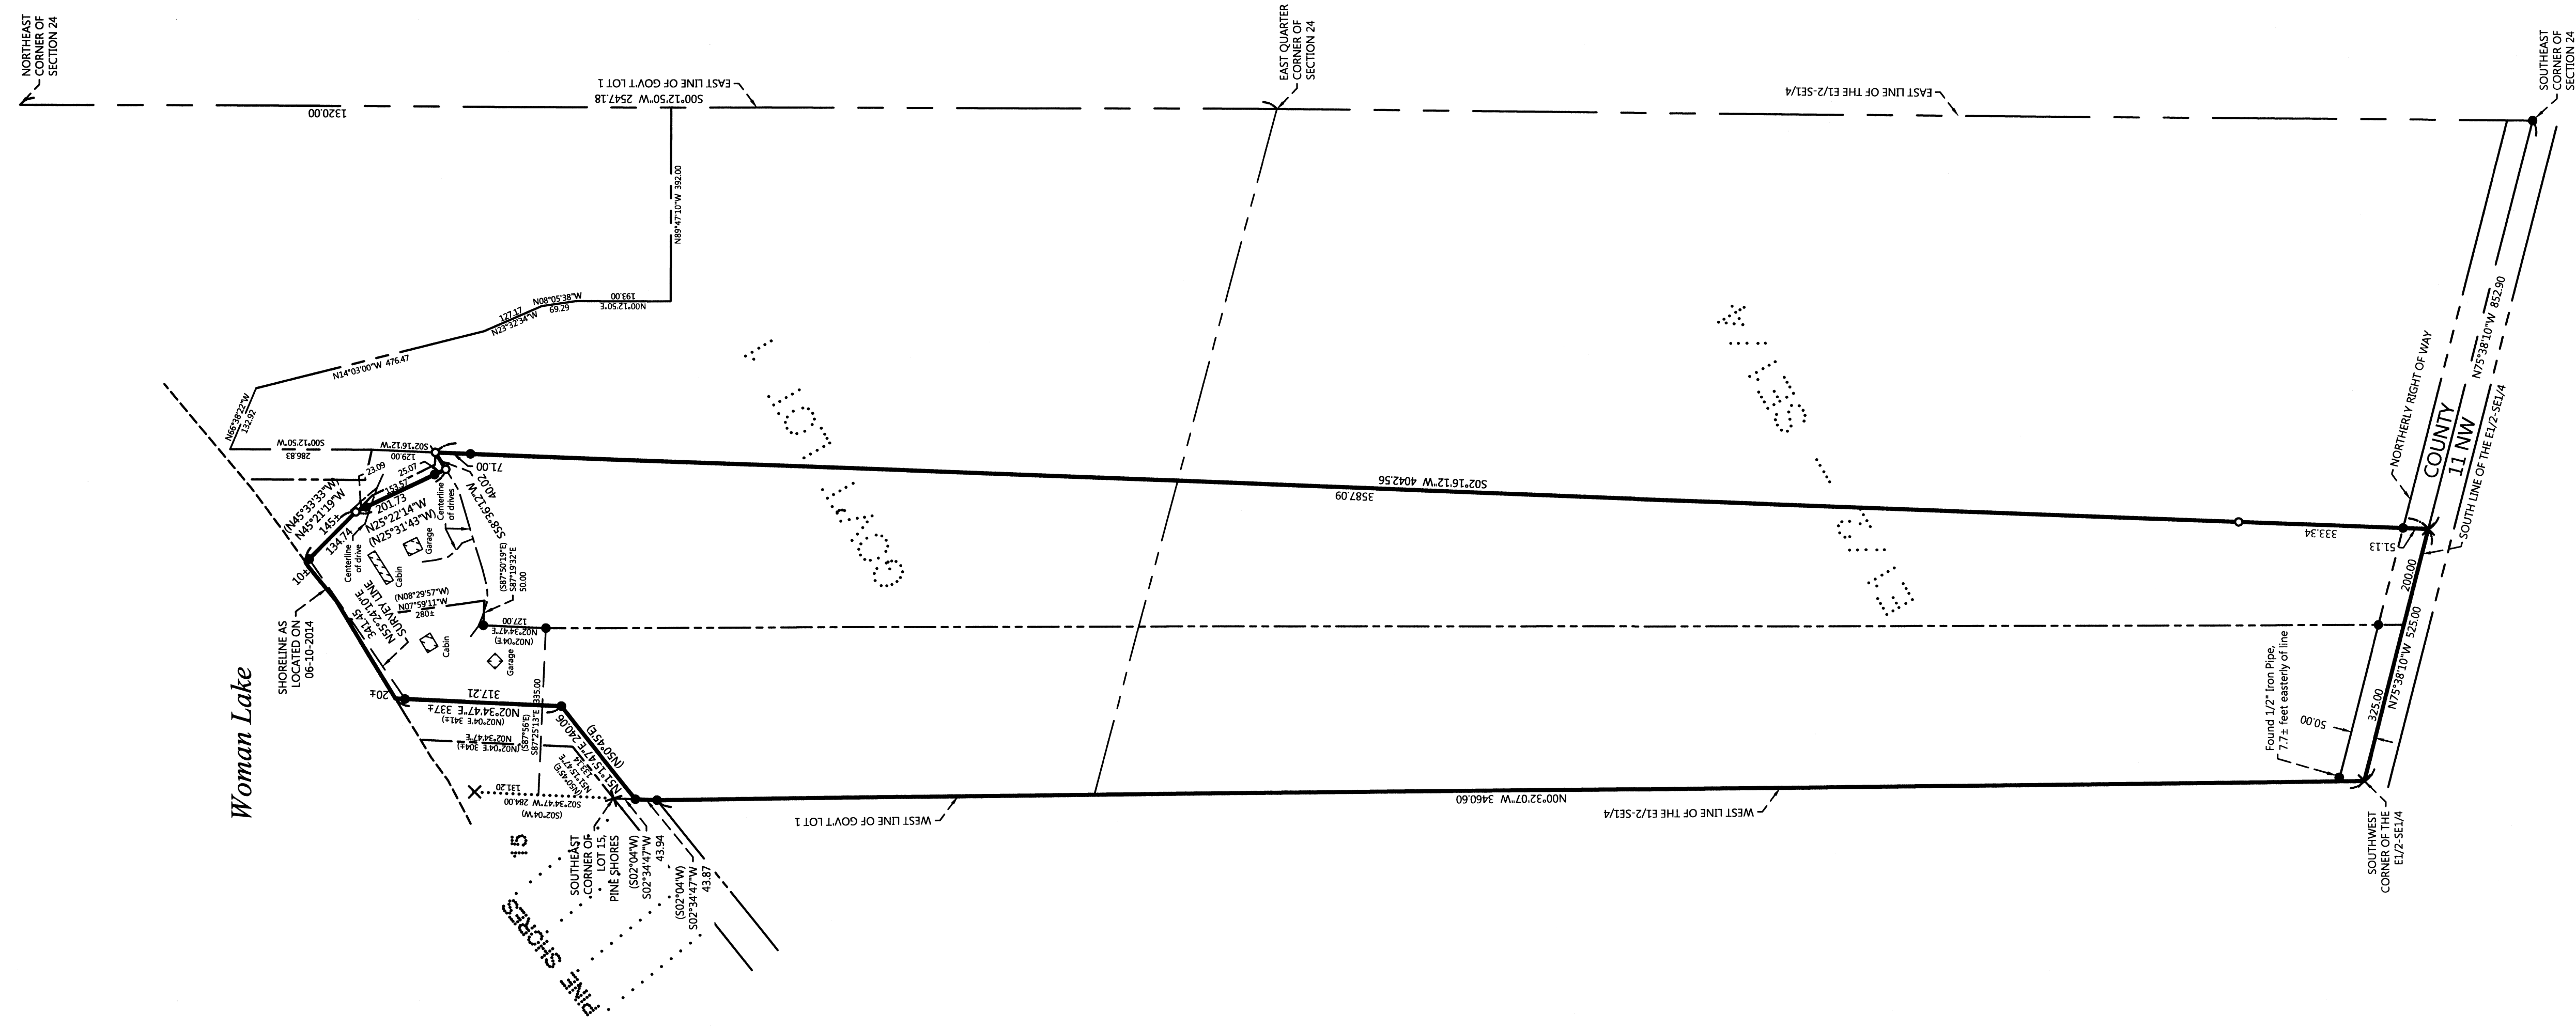 NORTHEAST
CORNER OF
SECTION 24
1320.00
EAST LINE OF GOV'T LOT 1
S00°12'50"W 2547.18
EAST QUARTER
CORNER OF
SECTION 24
EAST LINE OF THE E1/2-SE1/4
SOUTHEAST
CORNER OF
SECTION 24
N89°47'10"W 392.00
193.00
N00°12'50"E
N08°05'38"W
69.29
127.17
N23°32'34"W
N14°03'00"W 476.47
N66°38'22"W
132.92
S00°12'50"W
286.83
S02°16'12"W
129.00
71.00
23.09
25.07
153.57
201.73
N25°22'14"W
(N25°31'43"W)
(N45°33'33"W)
N45°21'19"W
145±
134.74
Centerline
of drive
Centerline
of drives
40.02
S58°36'12"W
Garage
Cabin
10±
SHORELINE AS
LOCATED ON
06-10-2014
N55°24'10"E
SURVEY LINE
341.45
(N08°29'57"W)
N07°59'11"W
280±
(S87°50'19"E)
S87°19'32"E
50.00
127.00
N02°34'47"E
(N02°04'E)
Cabin
Garage
Woman Lake
20±
317.21
N02°34'47"E 337±
(N02°04'E 341±)
N02°34'47"E
(N02°04'E 304±)
(S87°56'E)
S87°25'13"E 335.00
N51°15'47"E 240.06
(N50°45'E)
N51°15'47"E
133.14
(N50°45'E)
131.20
S02°34'47"W 284.00
(S02°04'W)
15
PINE SHORES
SOUTHEAST
CORNER OF
LOT 15,
PINE SHORES
(S02°04'W)
S02°34'47"W
43.94
(S02°04'W)
S02°34'47"W
43.87
GOV'T LOT 1
E 1/2 - SE1/4
S02°16'12"W 4042.56
3587.09
333.34
51.13
WEST LINE OF GOV'T LOT 1
N00°32'07"W 3460.60
WEST LINE OF THE E1/2-SE1/4
NORTHERLY RIGHT OF WAY
COUNTY
11 NW
N75°38'10"W 852.90
SOUTH LINE OF THE E1/2-SE1/4
200.00
N75°38'10"W 525.00
325.00
50.00
Found 1/2" Iron Pipe,
7.7± feet easterly of line
SOUTHWEST
CORNER OF THE
E1/2-SE1/4